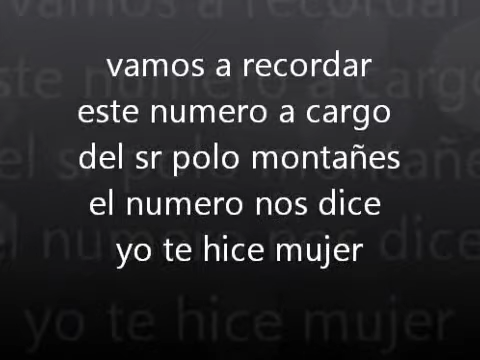 vamos a recordar
este numero a cargo
del sr polo montañes
el numero nos dice
yo te hice mujer